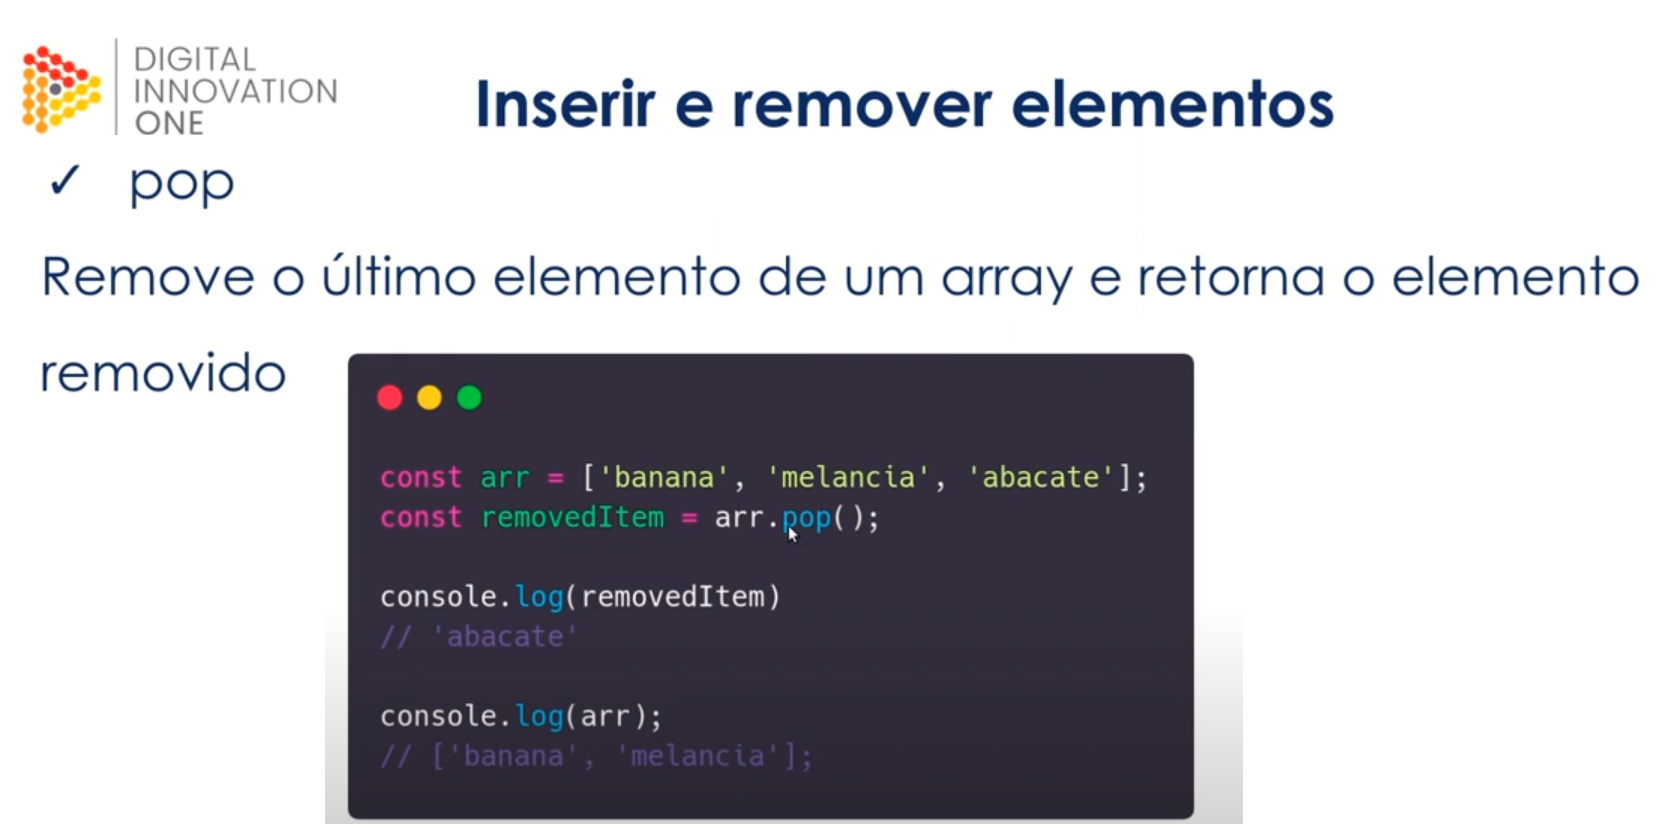 DIGITAL
INNOVATION
ONE
Inserir e remover elementos
✓ pop
Remove o último elemento de um array e retorna o elemento
removido
const arr = ['banana', 'melancia', 'abacate'];
const removedItem = arr.pop();
console.log(removedItem)
// 'abacate'
console.log(arr);
// ['banana', 'melancia'];